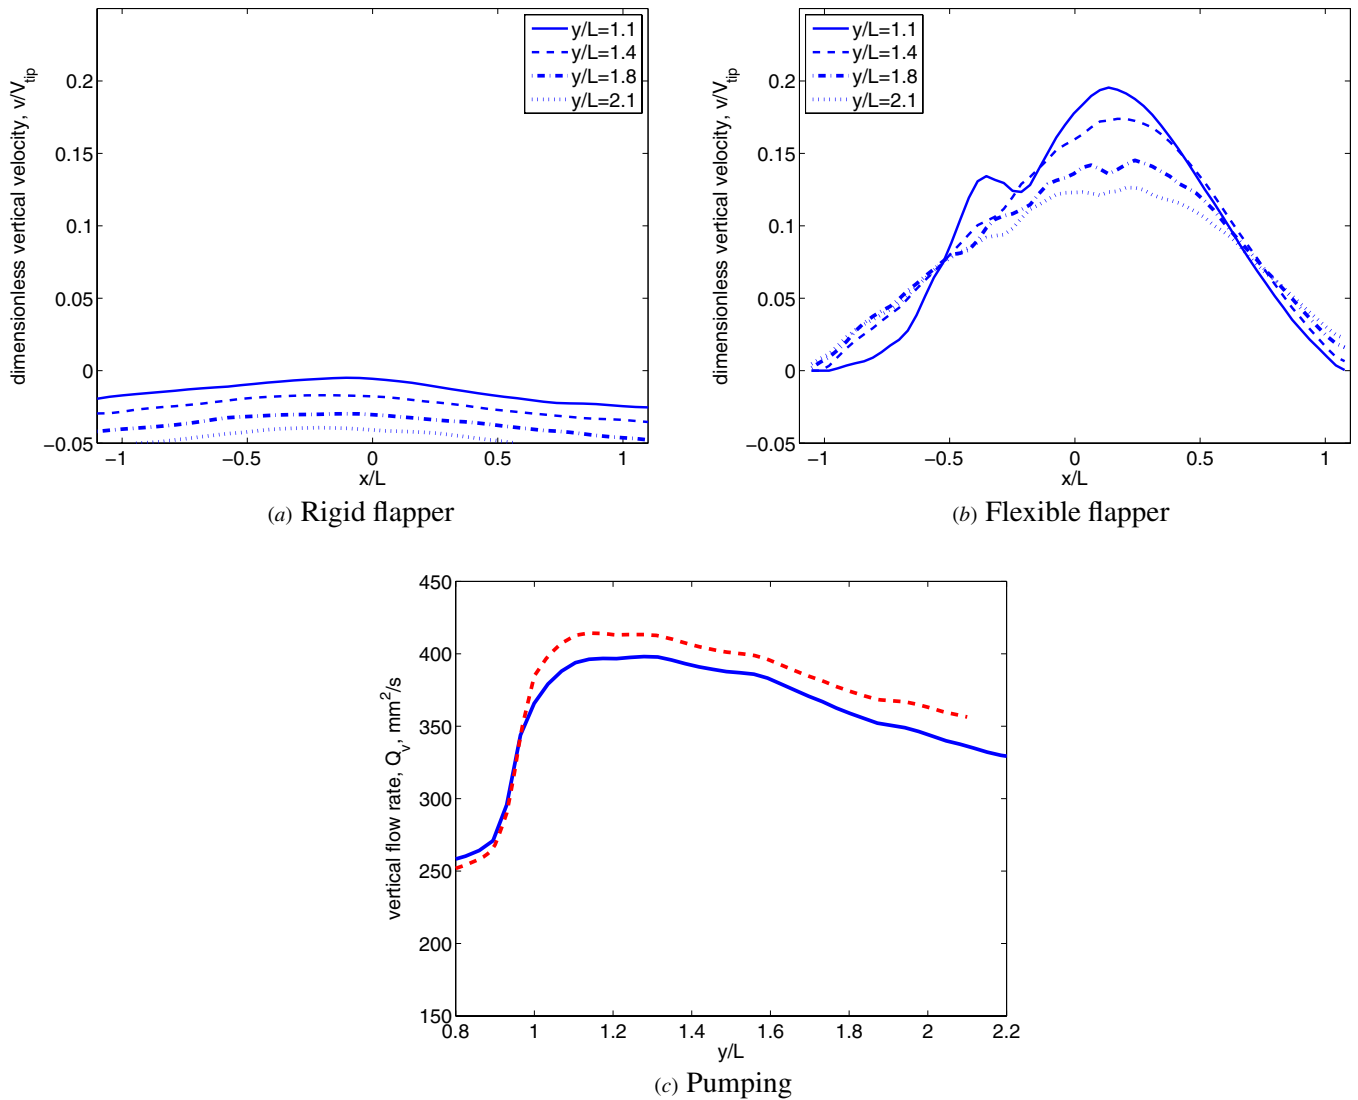 y/L=1.1
y/L=1.4
y/L=1.8
y/L=2.1
0.2
0.15
0.1
0.05
0
−0.05
−1
−0.5
0
0.5
1
x/L
dimensionless vertical velocity, v/V_tip
(a) Rigid flapper
y/L=1.1
y/L=1.4
y/L=1.8
y/L=2.1
0.2
0.15
0.1
0.05
0
−0.05
−1
−0.5
0
0.5
1
x/L
dimensionless vertical velocity, v/V_tip
(b) Flexible flapper
450
400
350
300
250
200
150
0.8
1
1.2
1.4
1.6
1.8
2
2.2
y/L
vertical flow rate, Q_v, mm²/s
(c) Pumping